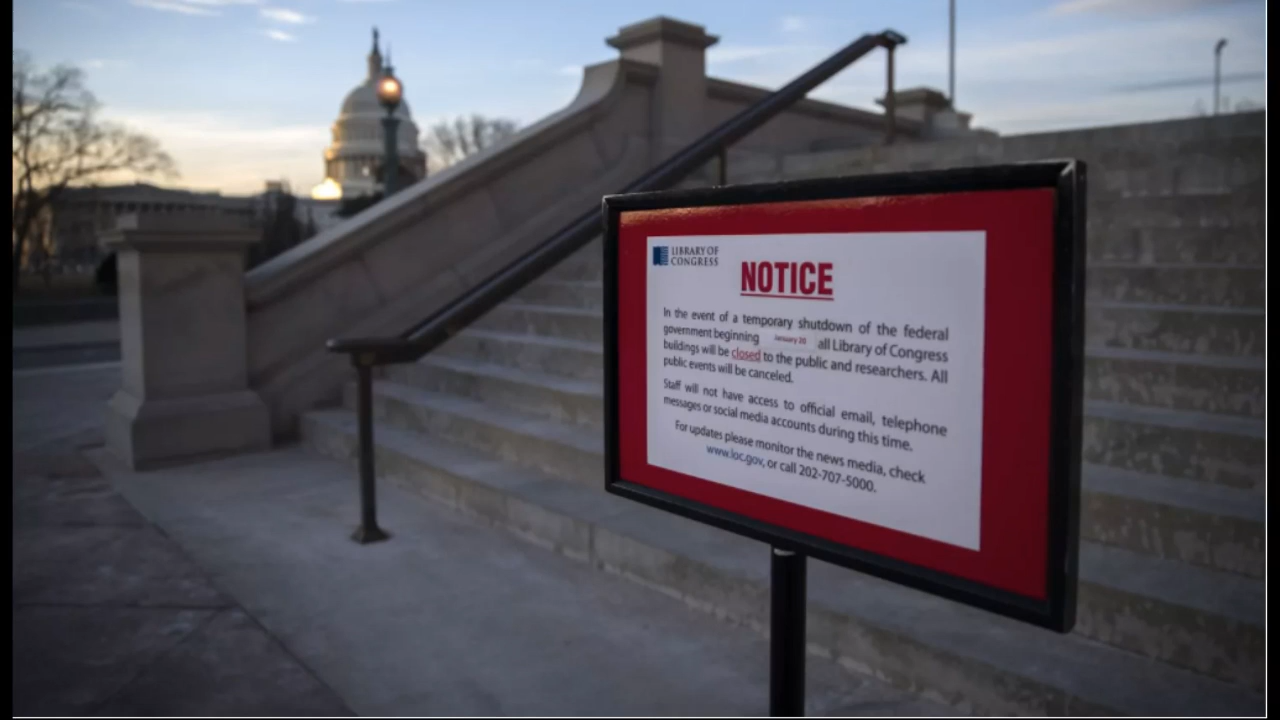 LIBRARY OF
CONGRESS
NOTICE
In the event of a temporary shutdown of the federal
government beginning January 20 all Library of Congress
buildings will be closed to the public and researchers. All
public events will be canceled.
Staff will not have access to official email, telephone
messages or social media accounts during this time.
For updates please monitor the news media, check
www.loc.gov, or call 202-707-5000.